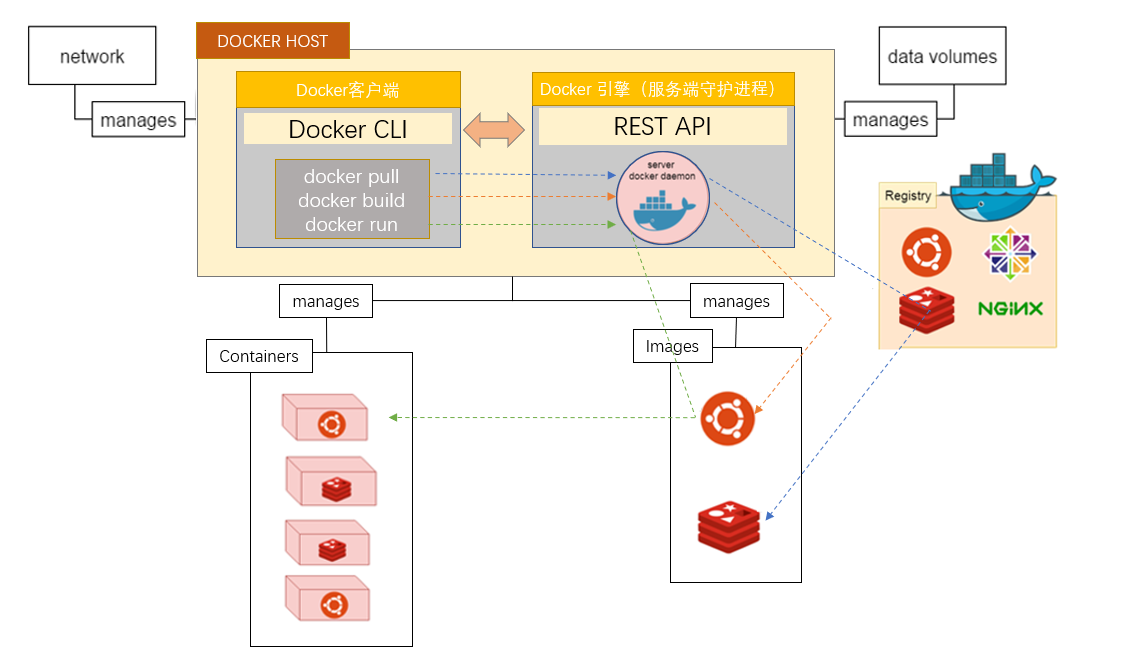 network
manages
DOCKER HOST
Docker客户端
Docker CLI
docker pull
docker build
docker run
Docker 引擎（服务端守护进程）
REST API
server
docker daemon
data volumes
manages
Registry
NGINX
manages
manages
Containers
Images